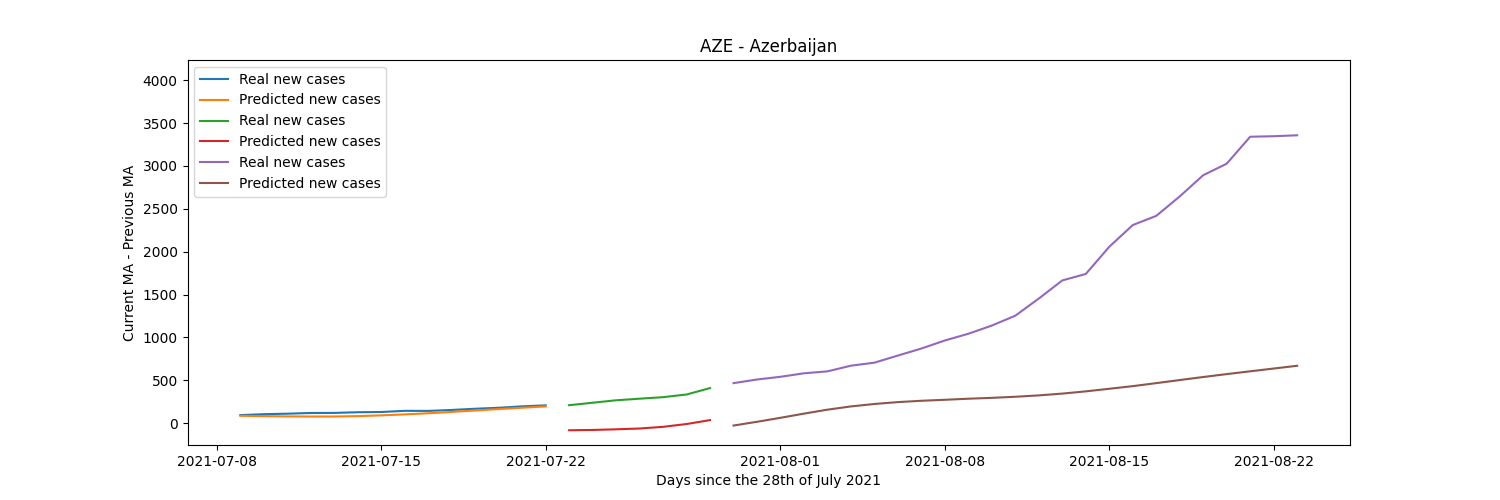 AZE - Azerbaijan
Real new cases
Predicted new cases
Real new cases
Predicted new cases
Real new cases
Predicted new cases
Current MA - Previous MA
4000
3500
3000
2500
2000
1500
1000
500
0
2021-07-08
2021-07-15
2021-07-22
2021-08-01
2021-08-08
2021-08-15
2021-08-22
Days since the 28th of July 2021